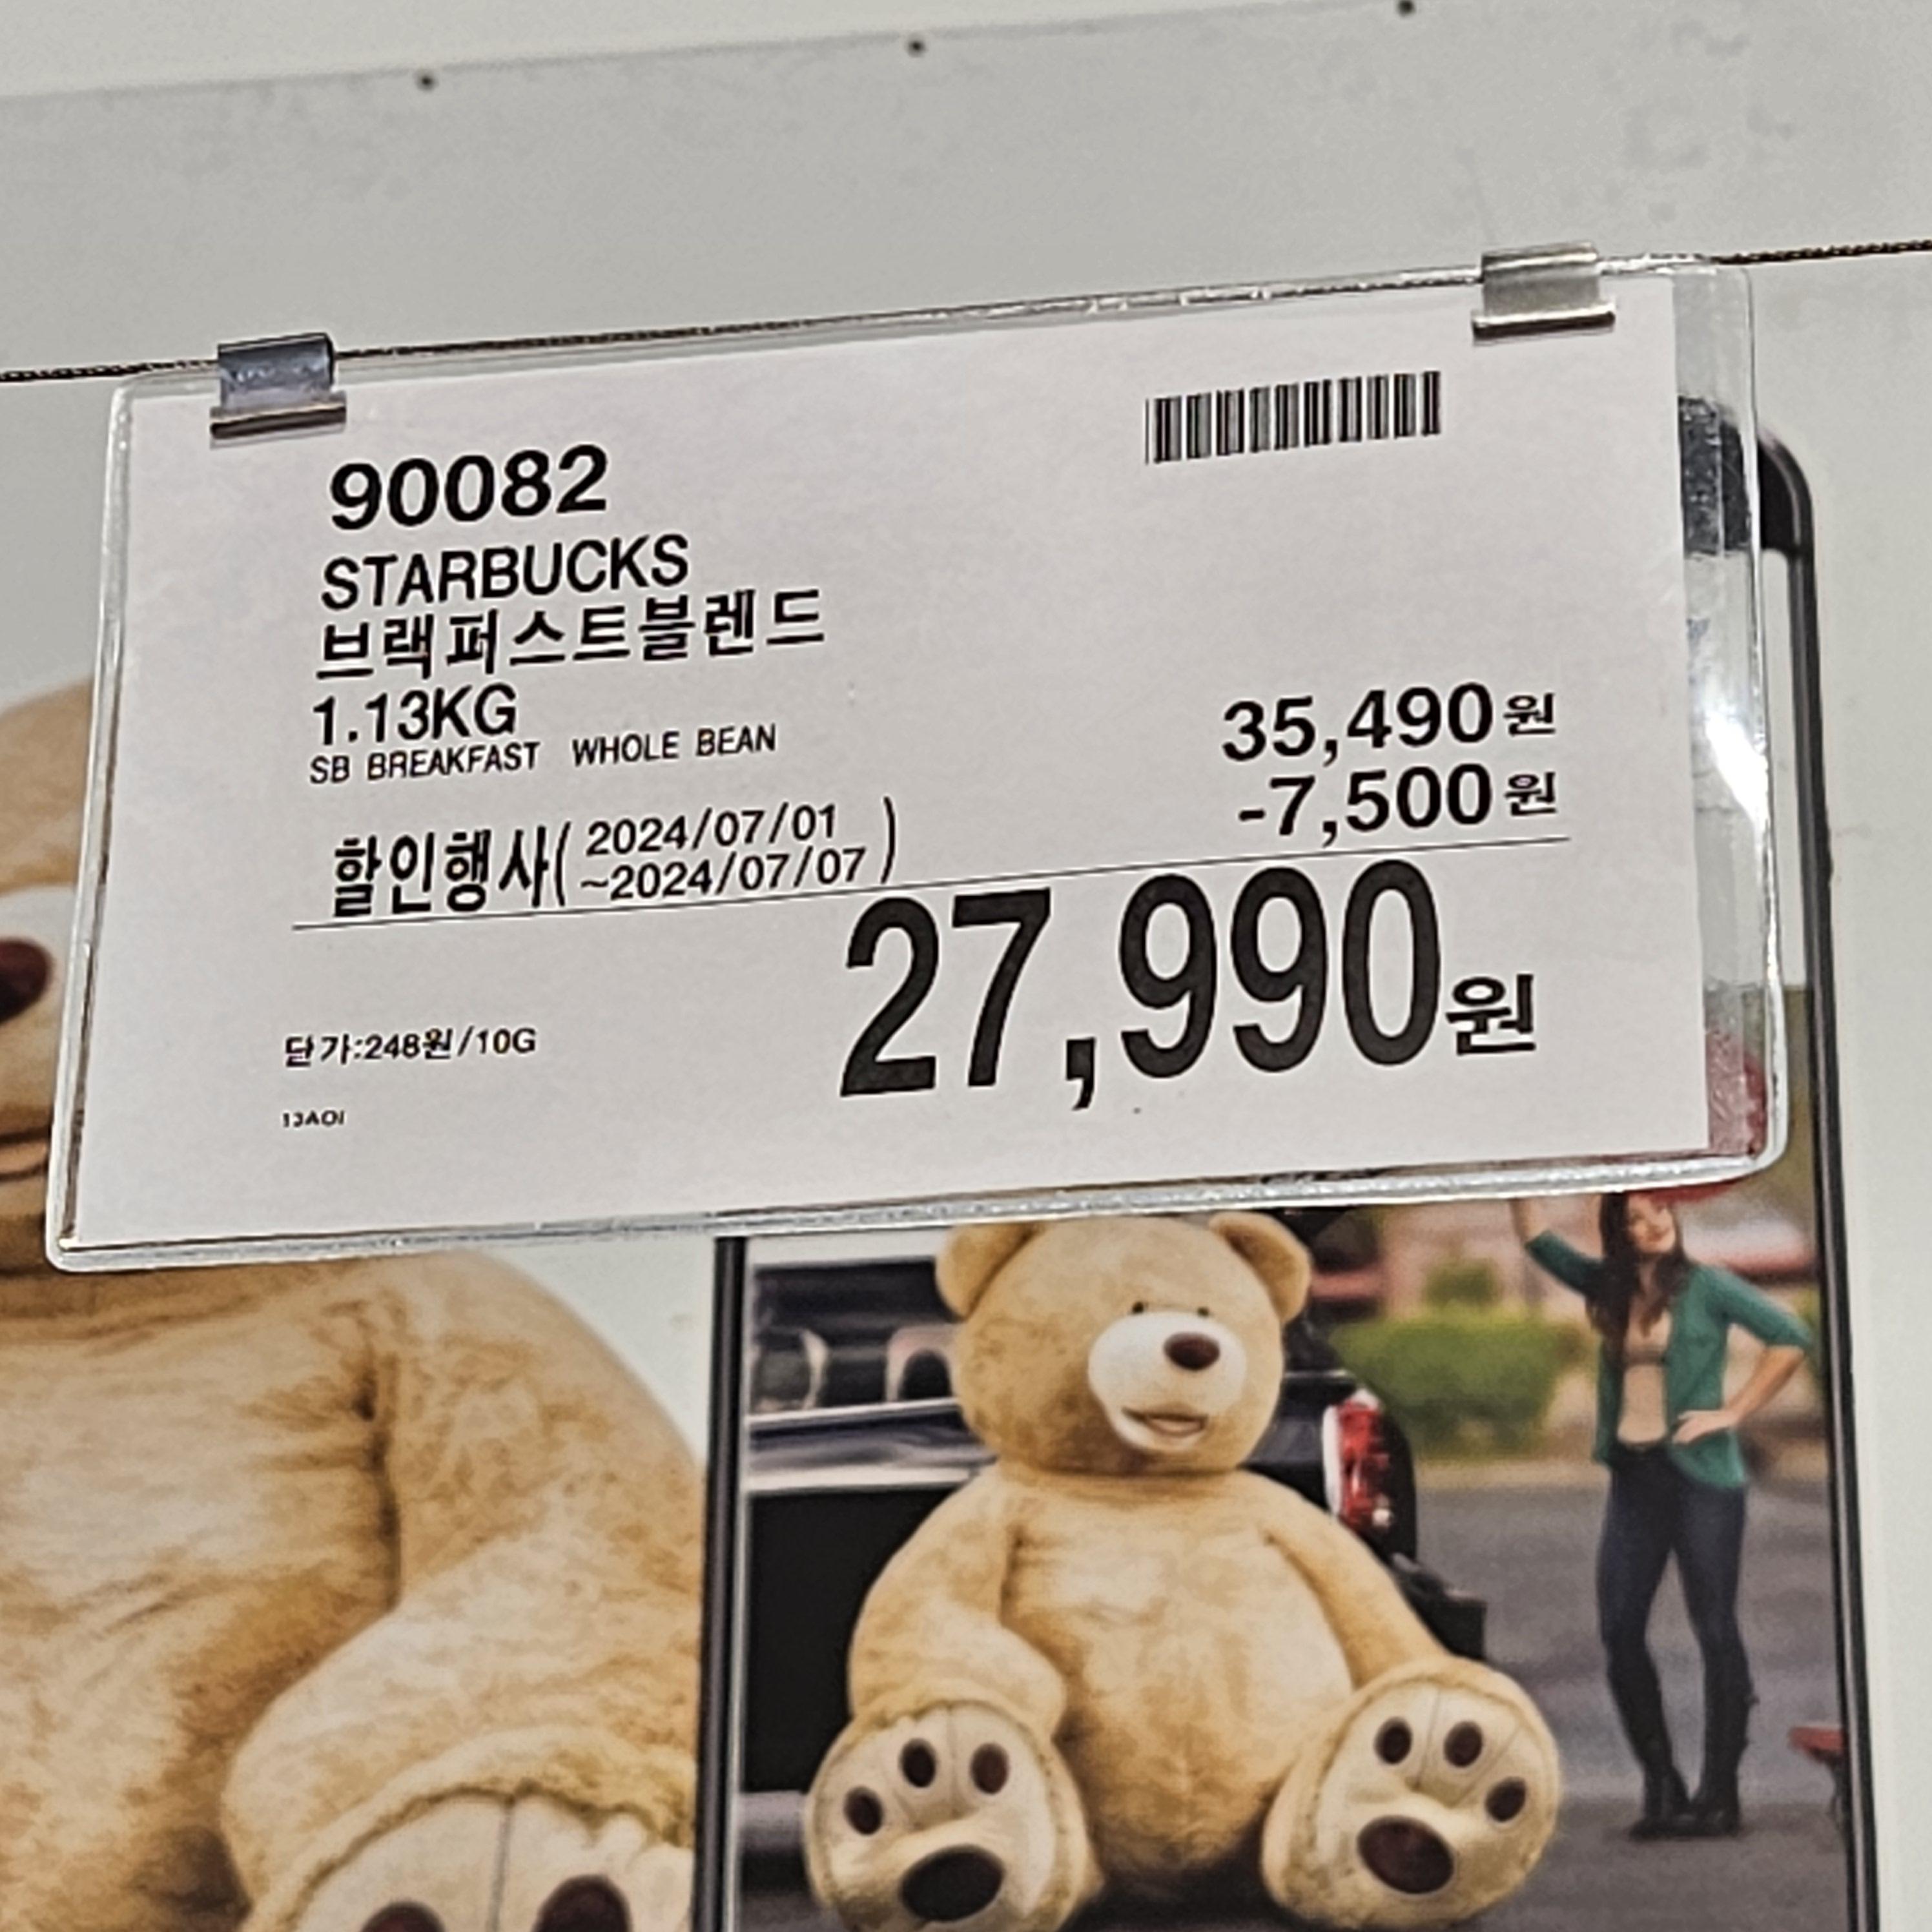 90082
STARBUCKS
브랙퍼스트블렌드
1.13KG
SB BREAKFAST WHOLE BEAN
35,490원
-7,500원
할인행사( 2024/07/01
~2024/07/07 )
27,990원
단가:248원/10G